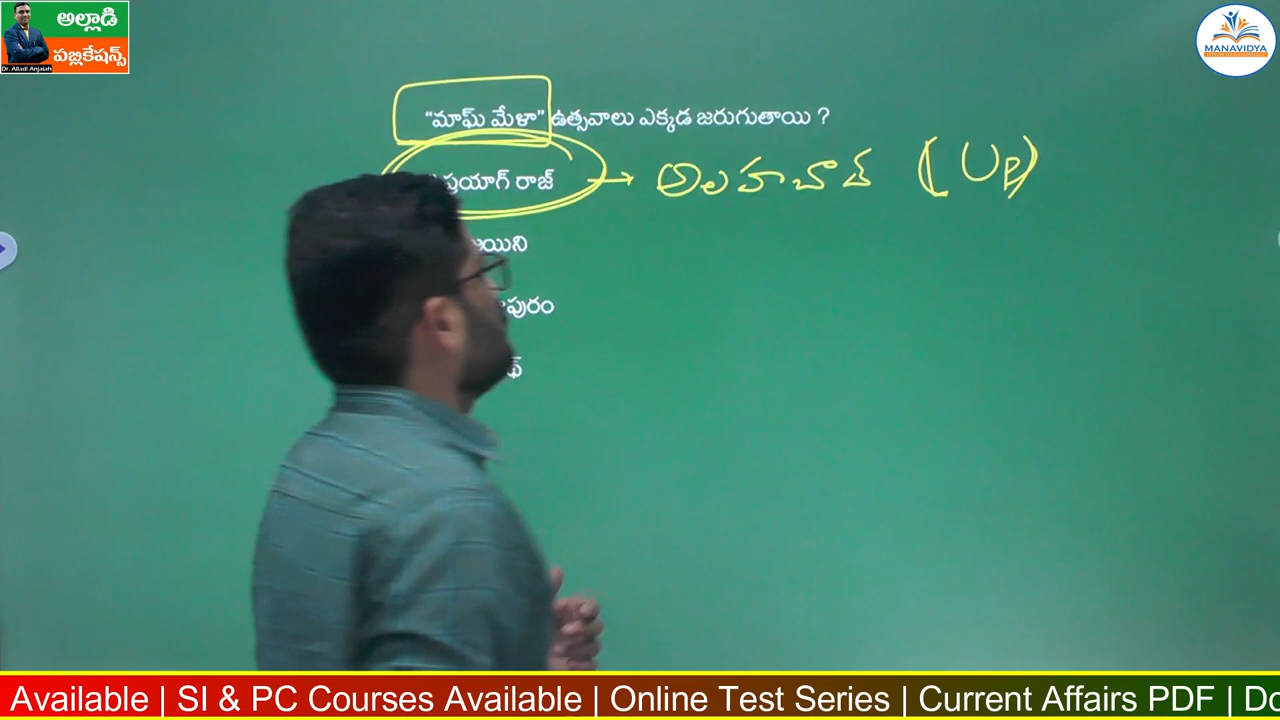 అల్లాడి
పబ్లికేషన్స్
Dr. Alladi Anjaiah
MANAVIDYA
"మాఘ్ మేళా" ఉత్సవాలు ఎక్కడ జరుగుతాయి ?
ప్రయాగ్ రాజ్ → అలహబాద్ (UP)
యిని
పురం
Available | SI & PC Courses Available | Online Test Series | Current Affairs PDF | Do